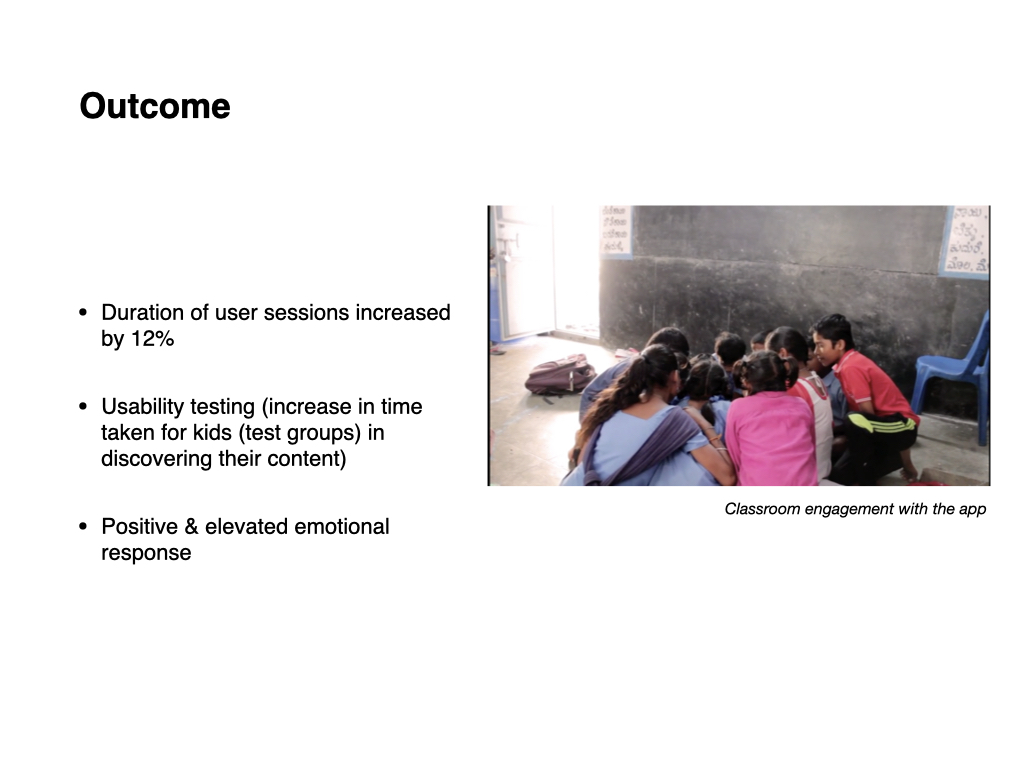 Outcome
• Duration of user sessions increased
by 12%
• Usability testing (increase in time
taken for kids (test groups) in
discovering their content)
• Positive & elevated emotional
response
Classroom engagement with the app